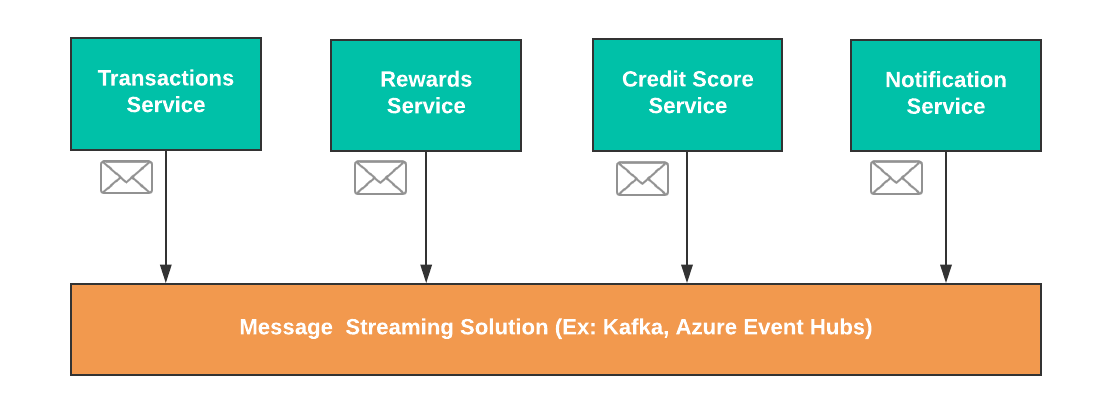 Transactions
Service
Rewards
Service
Credit Score
Service
Notification
Service
Message  Streaming Solution (Ex: Kafka, Azure Event Hubs)